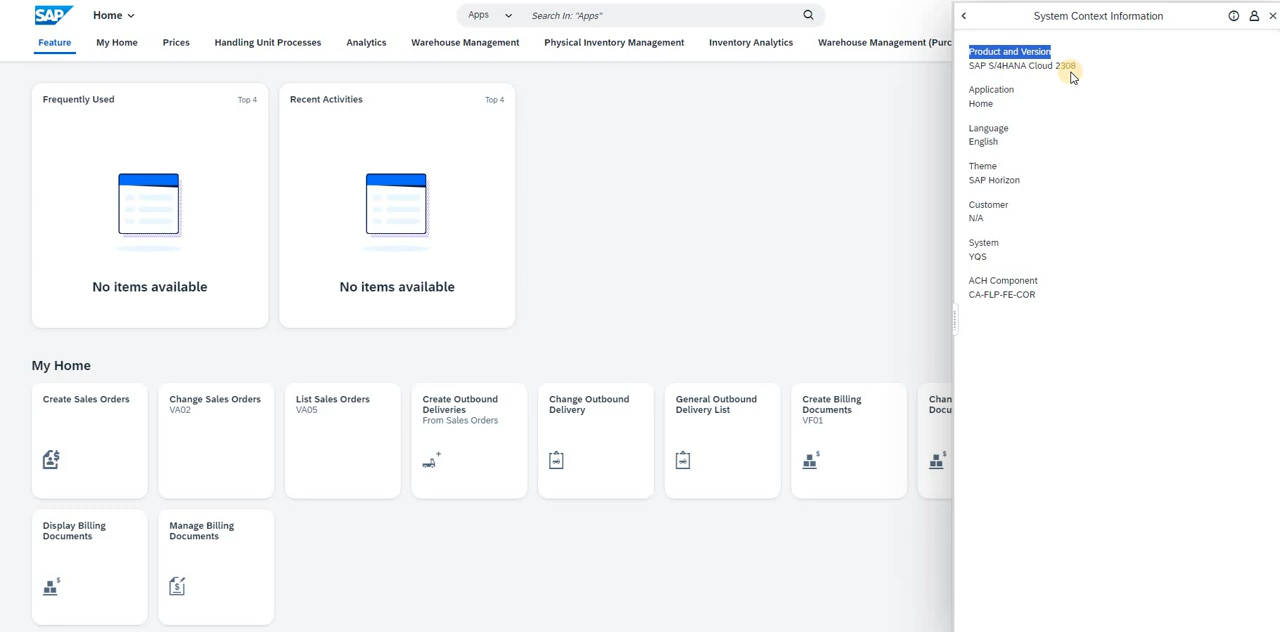 SAP
Home
Apps
Search In: "Apps"
Feature
My Home
Prices
Handling Unit Processes
Analytics
Warehouse Management
Physical Inventory Management
Inventory Analytics
Warehouse Management (Purc
Frequently Used
Top 4
No items available
Recent Activities
Top 4
No items available
My Home
Create Sales Orders
Change Sales Orders
VA02
List Sales Orders
VA05
Create Outbound
Deliveries
From Sales Orders
Change Outbound
Delivery
General Outbound
Delivery List
Create Billing
Documents
VF01
Chan
Docu
Display Billing
Documents
Manage Billing
Documents
System Context Information
Product and Version
SAP S/4HANA Cloud 2308
Application
Home
Language
English
Theme
SAP Horizon
Customer
N/A
System
YQS
ACH Component
CA-FLP-FE-COR